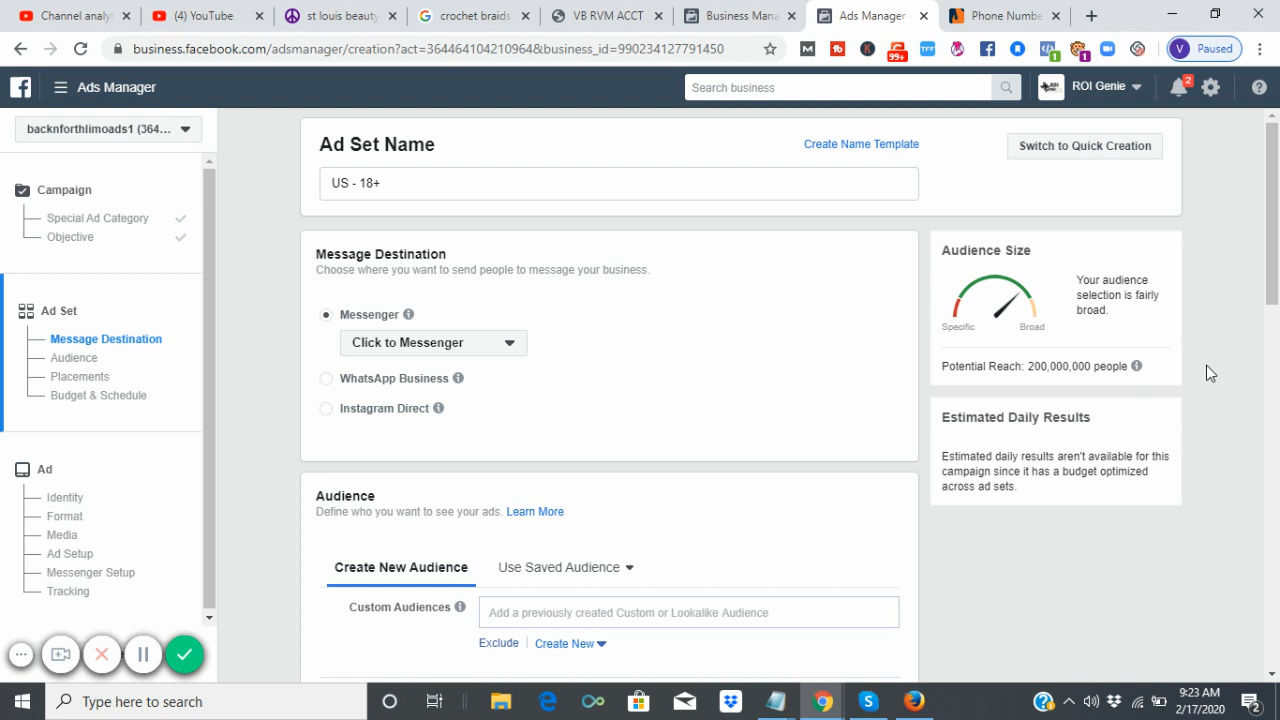 Channel analyt
(4) YouTube
st louis beauty
crochet braids
VB RVM ACCT
Business Mana
Ads Manager
Phone Numbe
business.facebook.com/adsmanager/creation?act=364464104210964&business_id=990234127791450
99+
TFF
1
1
V Paused
Ads Manager
Search business
ROI Genie
2
backnforthlimoads1 (364...
Campaign
Special Ad Category
Objective
Ad Set
Message Destination
Audience
Placements
Budget & Schedule
Ad
Identity
Format
Media
Ad Setup
Messenger Setup
Tracking
Ad Set Name
Create Name Template
Switch to Quick Creation
US - 18+
Message Destination
Choose where you want to send people to message your business.
Messenger
Click to Messenger
WhatsApp Business
Instagram Direct
Audience Size
Your audience
selection is fairly
broad.
Specific
Broad
Potential Reach: 200,000,000 people
Estimated Daily Results
Estimated daily results aren't available for this
campaign since it has a budget optimized
across ad sets.
Audience
Define who you want to see your ads. Learn More
Create New Audience
Use Saved Audience
Custom Audiences
Add a previously created Custom or Lookalike Audience
Exclude
Create New
Type here to search
9:23 AM
2/17/2020
2